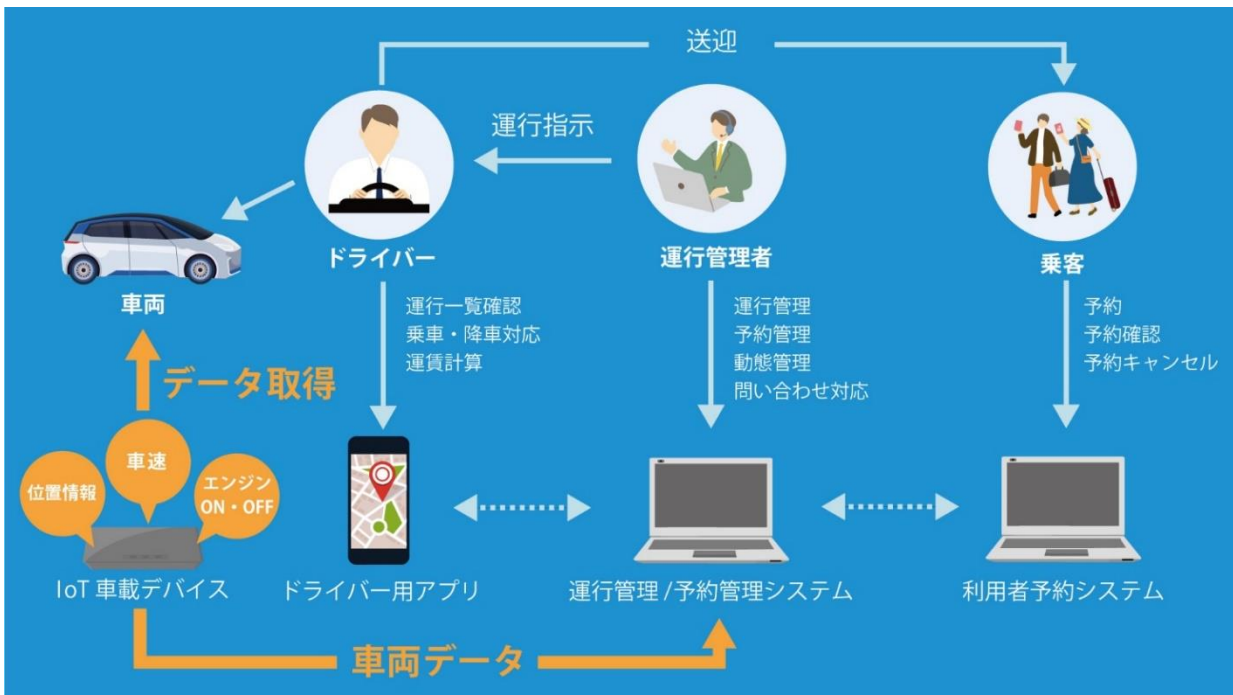 送迎
運行指示
ドライバー
運行管理者
乗客
車両
運行一覧確認
乗車・降車対応
運賃計算
運行管理
予約管理
動態管理
問い合わせ対応
予約
予約確認
予約キャンセル
データ取得
車速
位置情報
エンジン
ON・OFF
IoT 車載デバイス
ドライバー用アプリ
運行管理 /予約管理システム
利用者予約システム
車両データ